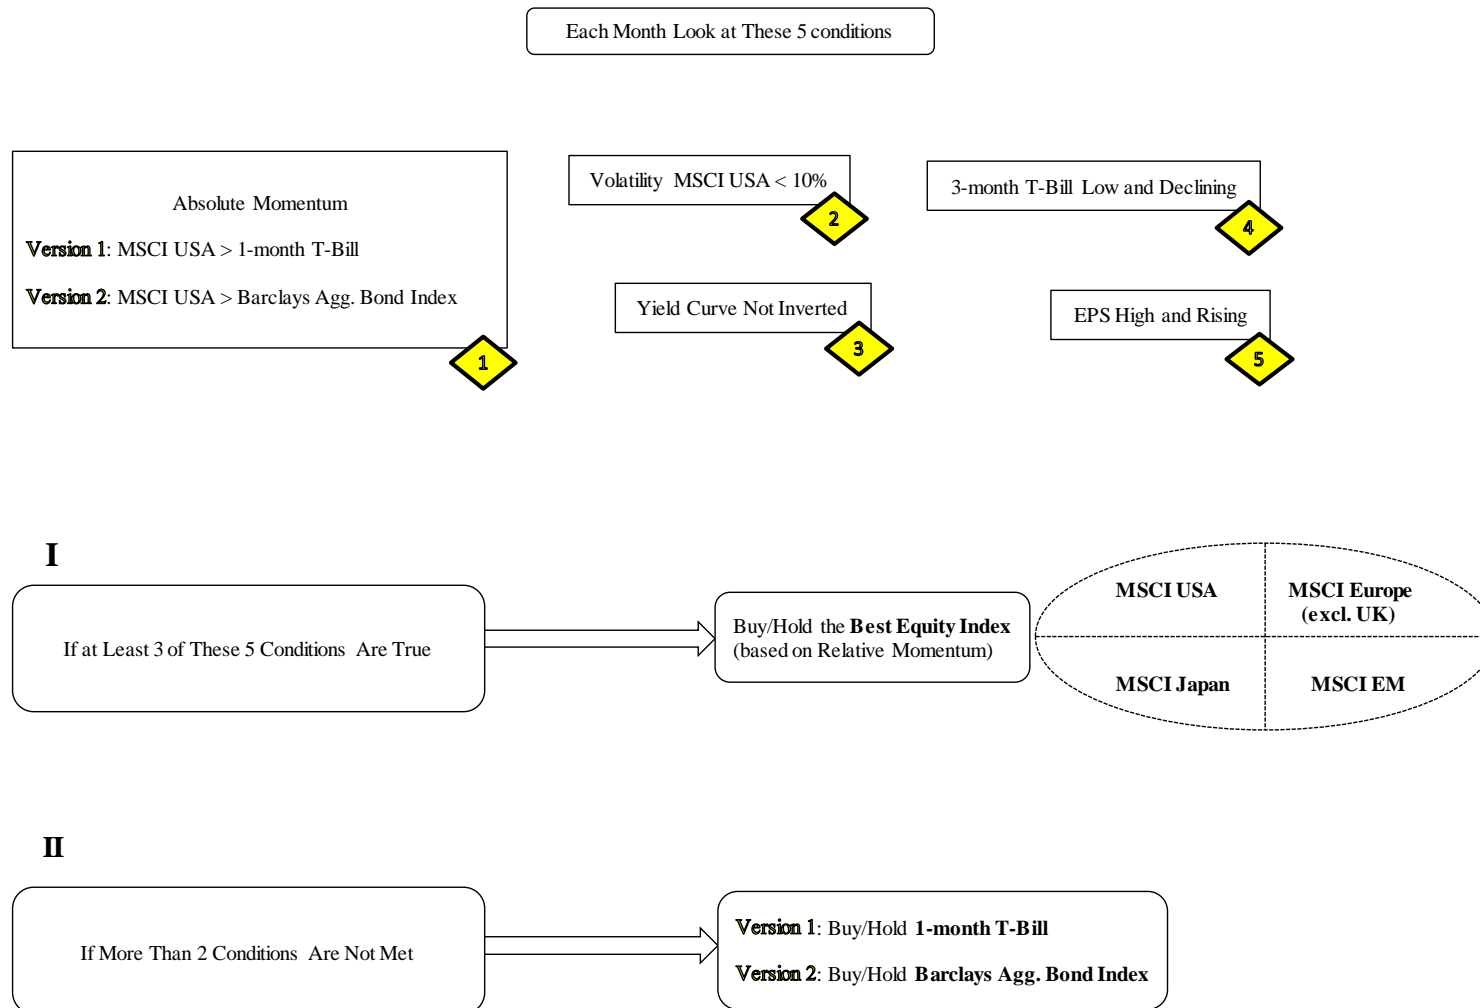 Each Month Look at These 5 conditions
Absolute Momentum
Version 1: MSCI USA > 1-month T-Bill
Version 2: MSCI USA > Barclays Agg. Bond Index
1
Volatility MSCI USA < 10%
2
Yield Curve Not Inverted
3
3-month T-Bill Low and Declining
4
EPS High and Rising
5
I
If at Least 3 of These 5 Conditions Are True
Buy/Hold the Best Equity Index
(based on Relative Momentum)
MSCI USA
MSCI Europe
(excl. UK)
MSCI Japan
MSCI EM
II
If More Than 2 Conditions Are Not Met
Version 1: Buy/Hold 1-month T-Bill
Version 2: Buy/Hold Barclays Agg. Bond Index